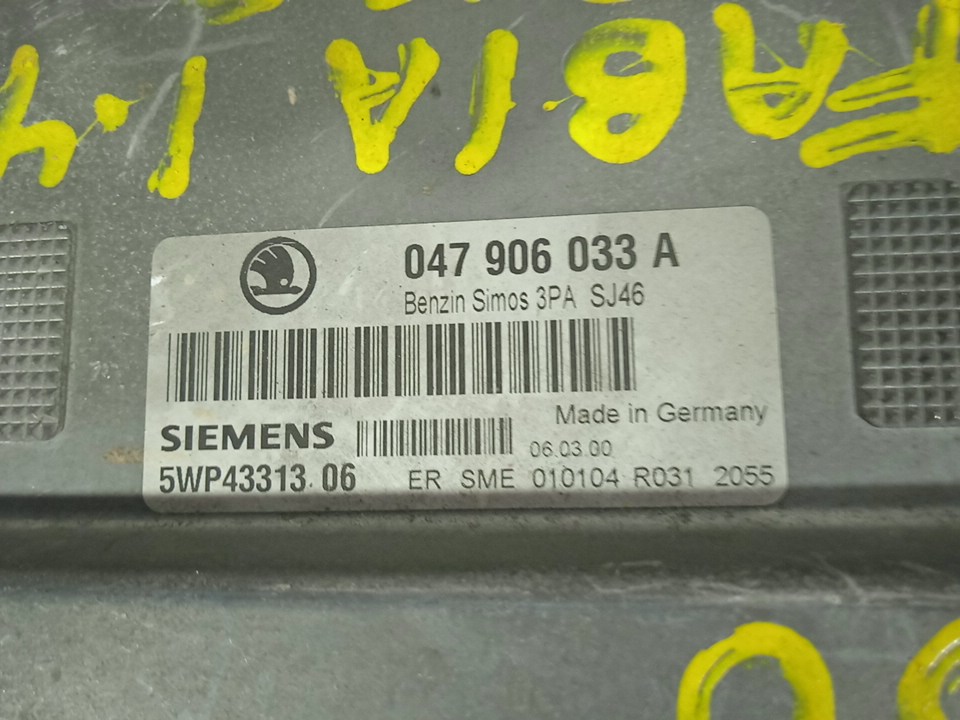 FABIA 1.4
047 906 033 A
Benzin Simos 3PA SJ46
Made in Germany
SIEMENS
06.03.00
5WP43313 06 ER SME 010104 R031 2055